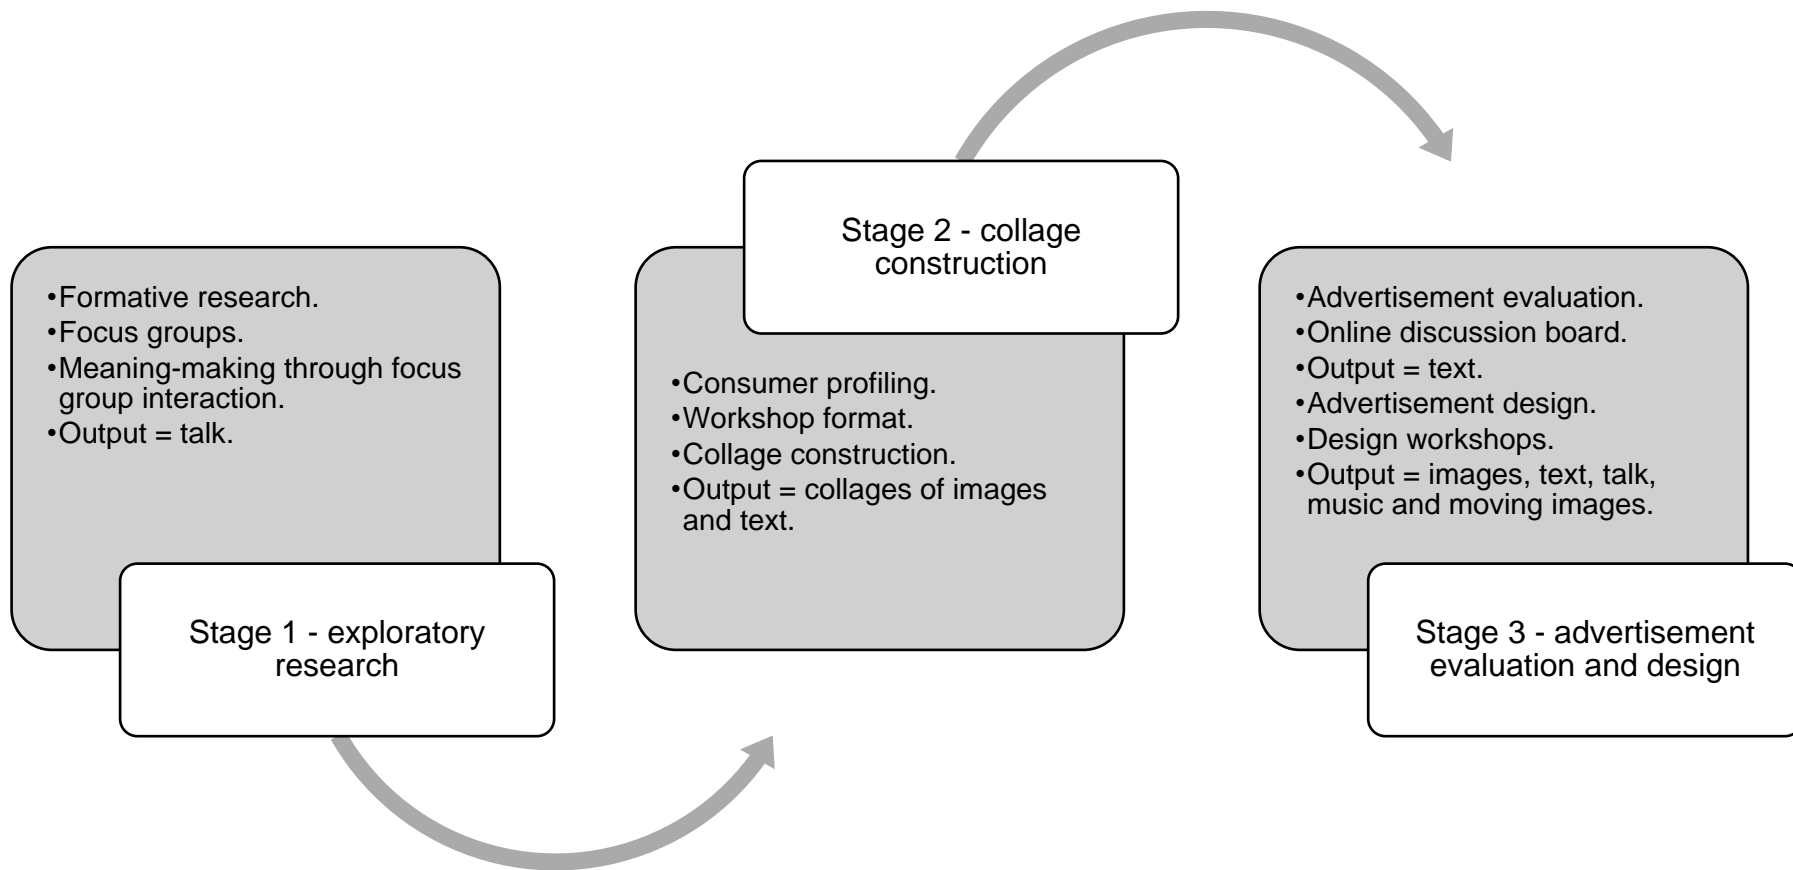 •Formative research.
•Focus groups.
•Meaning-making through focus
group interaction.
•Output = talk.
Stage 1 - exploratory
research
Stage 2 - collage
construction
•Consumer profiling.
•Workshop format.
•Collage construction.
•Output = collages of images
and text.
•Advertisement evaluation.
•Online discussion board.
•Output = text.
•Advertisement design.
•Design workshops.
•Output = images, text, talk,
music and moving images.
Stage 3 - advertisement
evaluation and design